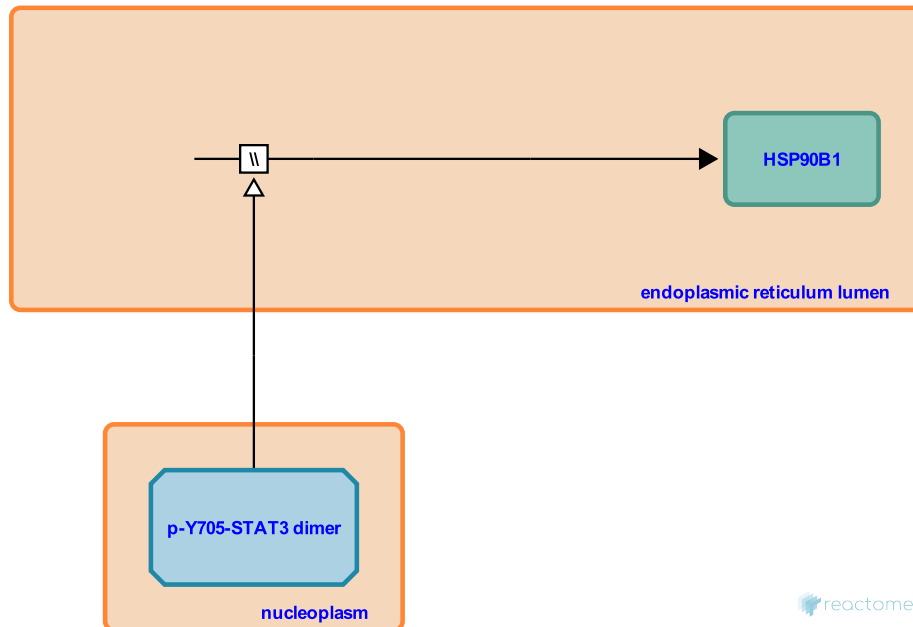 \\
HSP90B1
endoplasmic reticulum lumen
p-Y705-STAT3 dimer
nucleoplasm
reactome